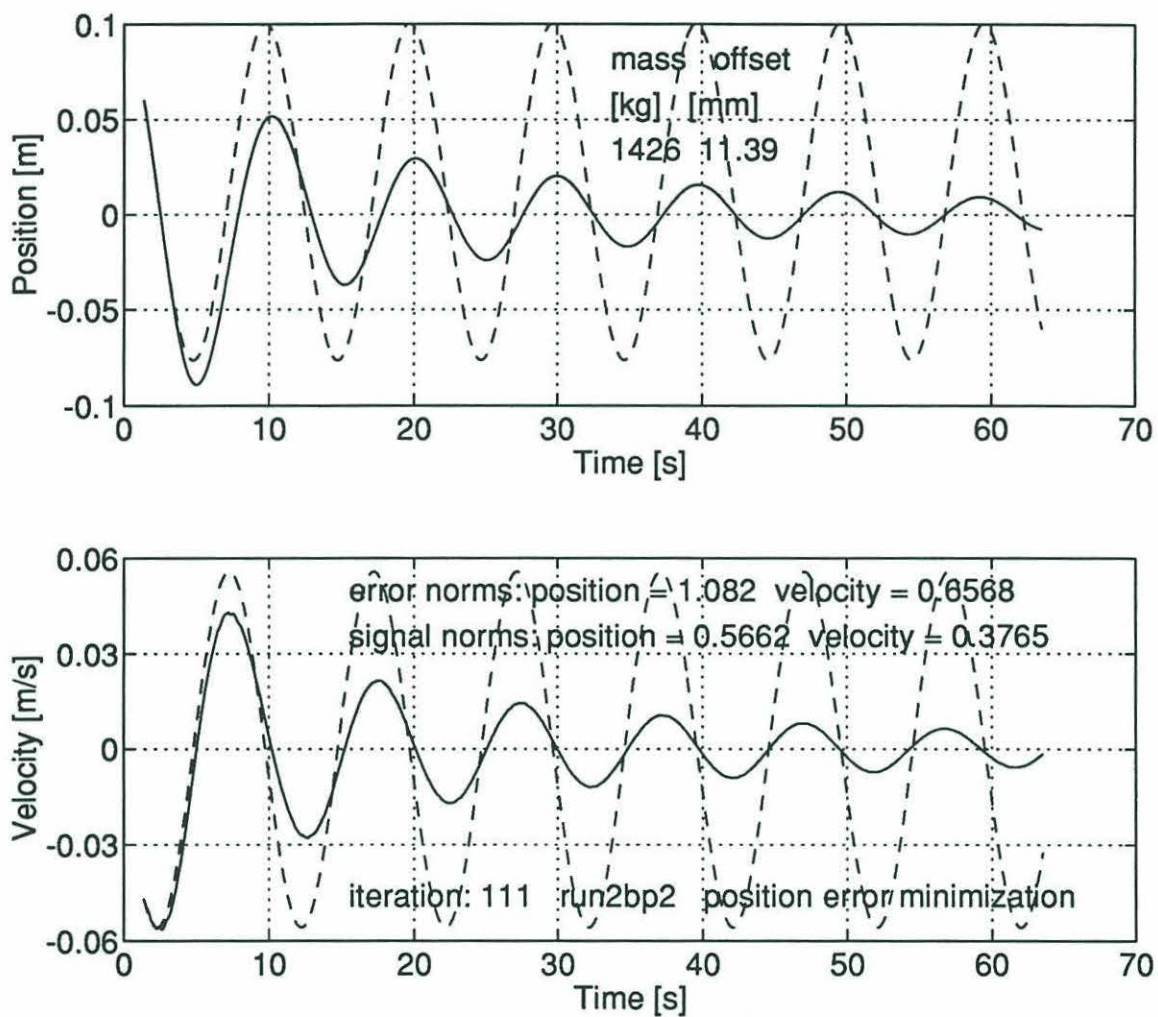 0.1
0.05
0
-0.05
-0.1
Position [m]
mass offset
[kg] [mm]
1426 11.39
0 10 20 30 40 50 60 70
Time [s]
0.06
0.03
0
-0.03
-0.06
Velocity [m/s]
error norms: position = 1.082 velocity = 0.6568
signal norms: position = 0.5662 velocity = 0.3765
iteration: 111 run2bp2 position error minimization
0 10 20 30 40 50 60 70
Time [s]